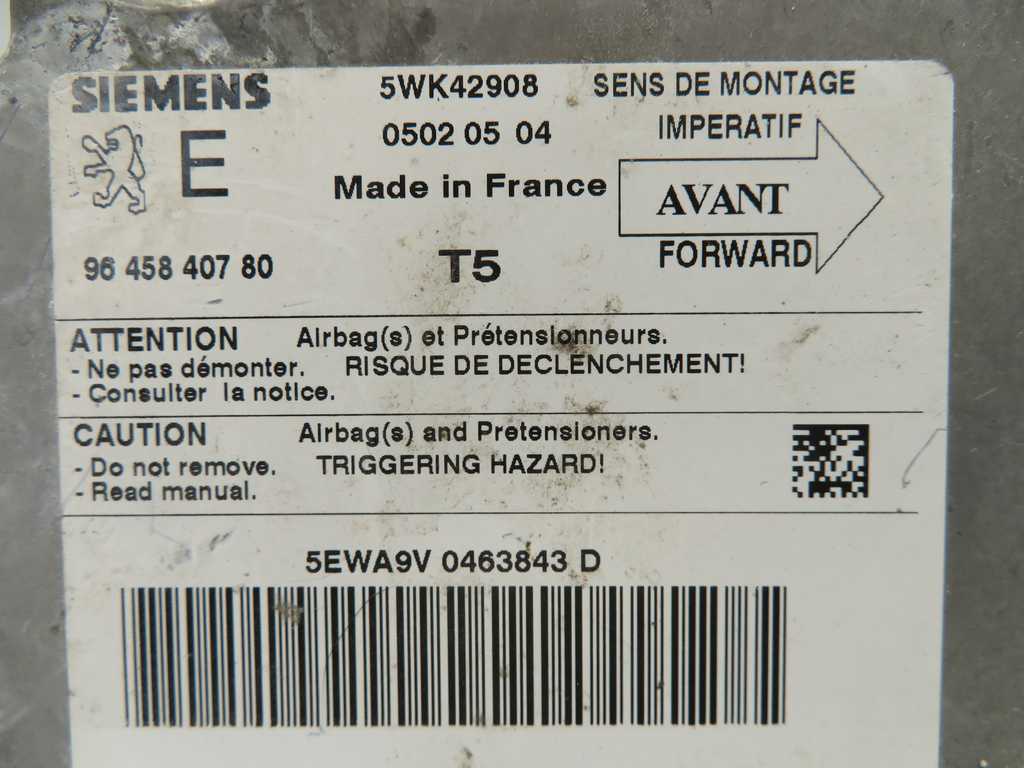 SIEMENS 5WK42908 SENS DE MONTAGE
E 0502 05 04 IMPERATIF
Made in France AVANT
96 458 407 80 T5 FORWARD
ATTENTION Airbag(s) et Prétensionneurs.
- Ne pas démonter. RISQUE DE DECLENCHEMENT!
- Consulter la notice.
CAUTION Airbag(s) and Pretensioners.
- Do not remove. TRIGGERING HAZARD!
- Read manual.
5EWA9V 0463843 D